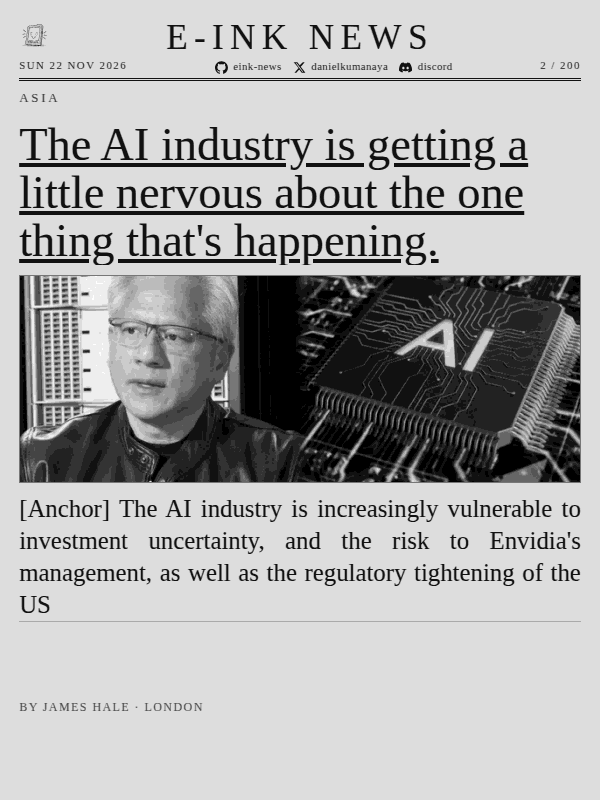 E-INK NEWS
SUN 22 NOV 2026
eink-news danielkumanaya discord
2 / 200
ASIA
The AI industry is getting a
little nervous about the one
thing that's happening.
AI
[Anchor] The AI industry is increasingly vulnerable to
investment uncertainty, and the risk to Envidia's
management, as well as the regulatory tightening of the
US
BY JAMES HALE · LONDON